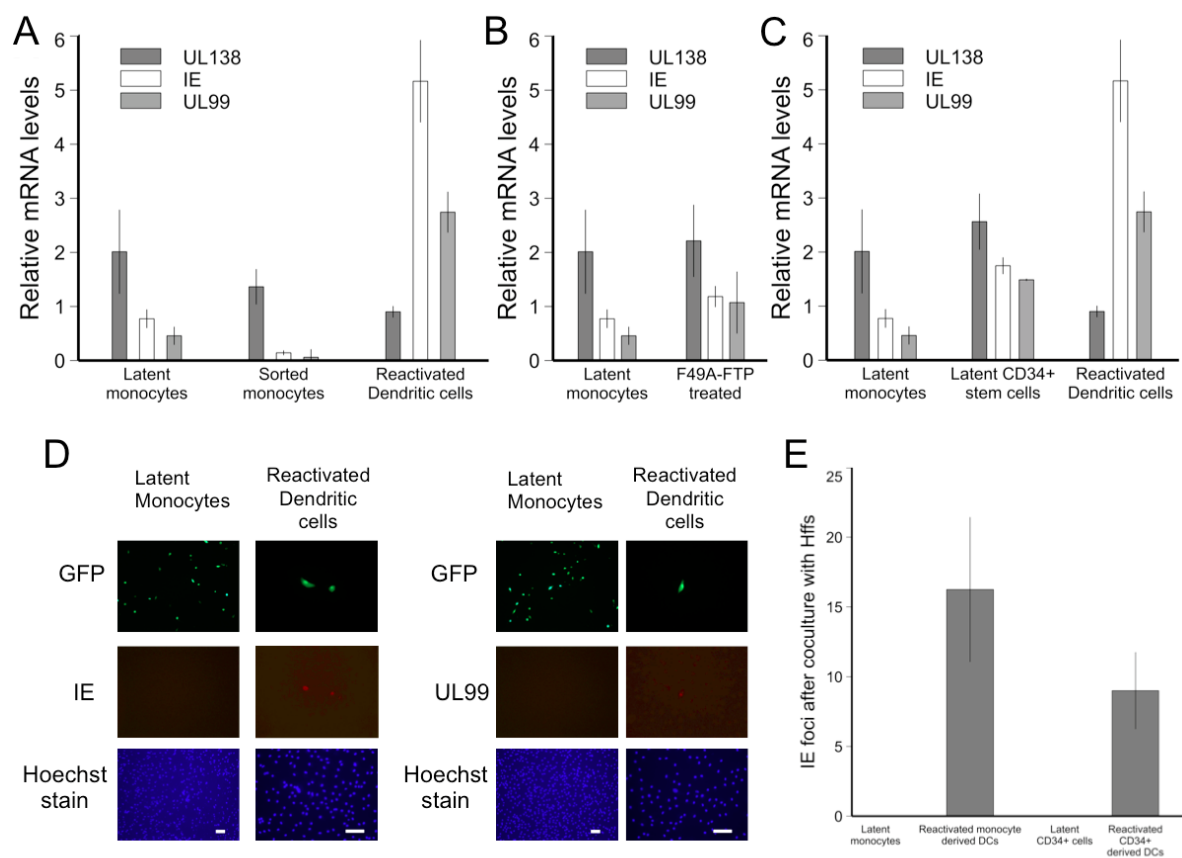 A
Relative mRNA levels
6
5
4
3
2
1
0
UL138
IE
UL99
Latent
monocytes
Sorted
monocytes
Reactivated
Dendritic cells
B
Relative mRNA levels
6
5
4
3
2
1
0
UL138
IE
UL99
Latent
monocytes
F49A-FTP
treated
C
Relative mRNA levels
6
5
4
3
2
1
0
UL138
IE
UL99
Latent
monocytes
Latent CD34+
stem cells
Reactivated
Dendritic cells
D
Latent
Monocytes
Reactivated
Dendritic
cells
GFP
IE
Hoechst
stain
Latent
Monocytes
Reactivated
Dendritic
cells
GFP
UL99
Hoechst
stain
E
IE foci after coculture with Hffs
25
20
15
10
5
0
Latent
monocytes
Reactivated monocyte
derived DCs
Latent
CD34+ cells
Reactivated
CD34+
derived DCs